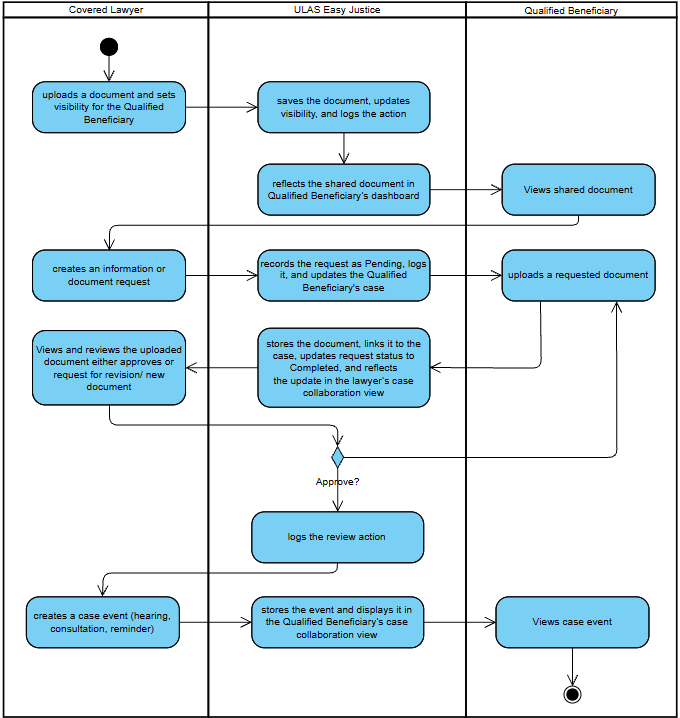 Covered Lawyer
ULAS Easy Justice
Qualified Beneficiary
uploads a document and sets
visibility for the Qualified
Beneficiary
saves the document, updates
visibility, and logs the action
reflects the shared document in
Qualified Beneficiary's dashboard
Views shared document
creates an information or
document request
records the request as Pending, logs
it, and updates the Qualified
Beneficiary's case
uploads a requested document
Views and reviews the uploaded
document either approves or
request for revision/ new
document
stores the document, links it to the
case, updates request status to
Completed, and reflects
the update in the lawyer's case
collaboration view
Approve?
logs the review action
creates a case event (hearing,
consultation, reminder)
stores the event and displays it in
the Qualified Beneficiary's case
collaboration view
Views case event